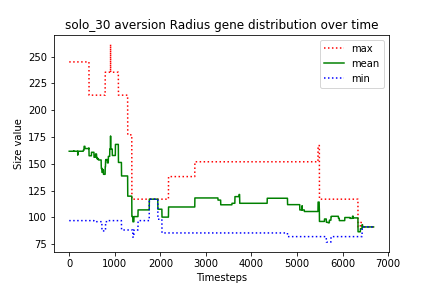 solo_30 aversion Radius gene distribution over time
max
mean
min
Size value
250
225
200
175
150
125
100
75
0
1000
2000
3000
4000
5000
6000
7000
Timesteps